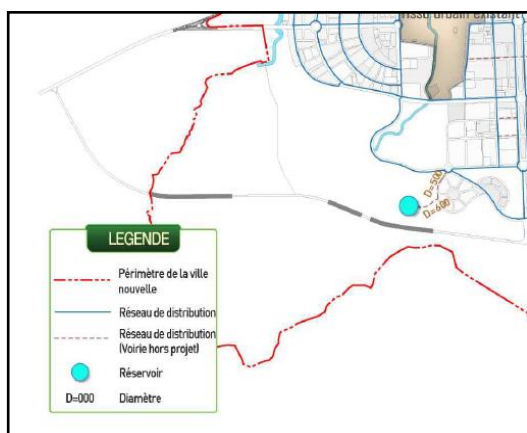 Tissu urbain existant
D=500
D=600
LEGENDE
Périmètre de la ville
nouvelle
Réseau de distribution
Réseau de distribution
(Voirie hors projet)
Réservoir
D=000 Diamètre